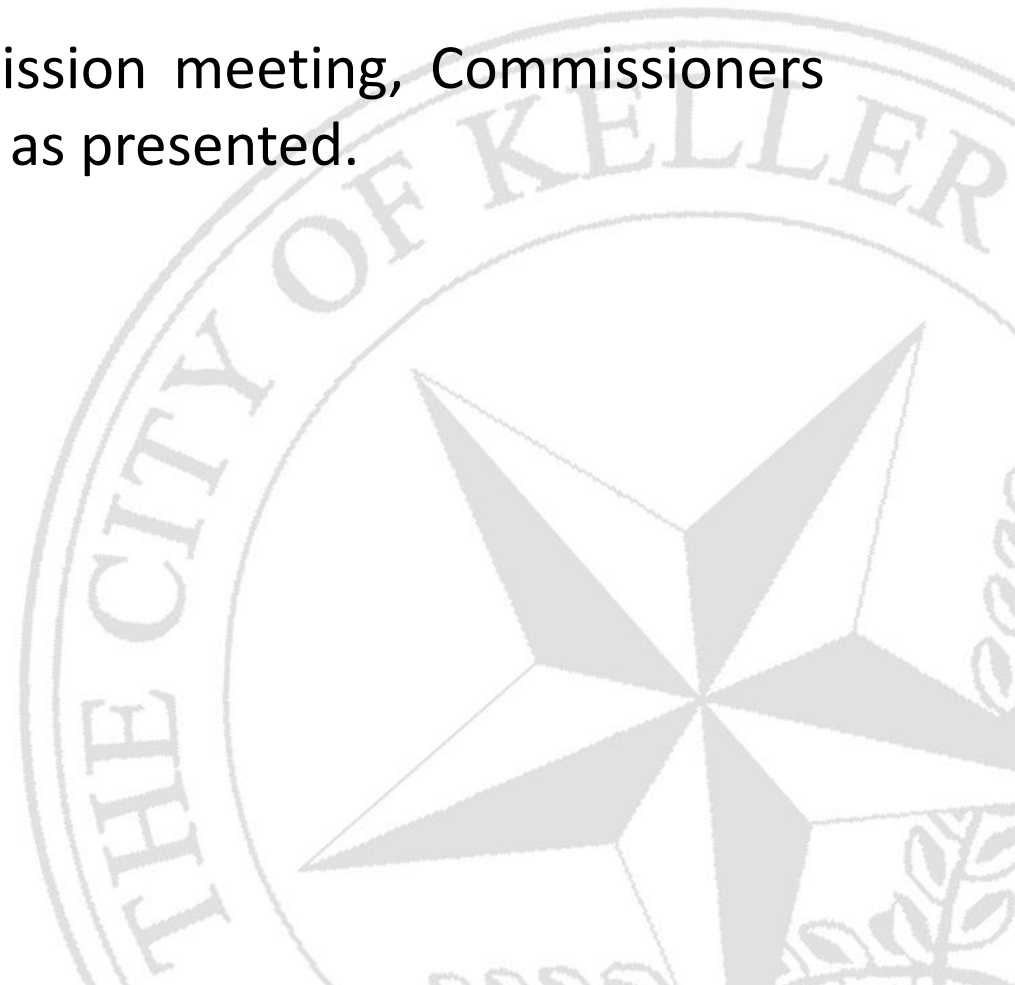 ission meeting, Commissioners
as presented.
THE CITY OF KELLER